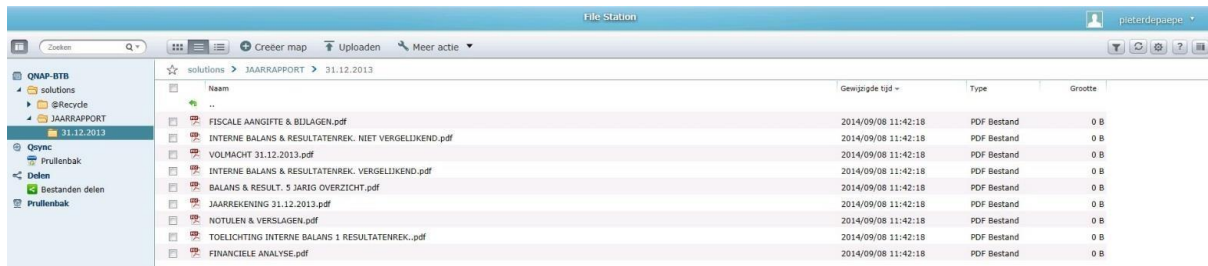 File Station
pieterdepaepe
Zoeken
Creëer map Uploaden Meer actie
QNAP-BTB
solutions
@Recycle
JAARRAPPORT
31.12.2013
Qsync
Prullenbak
Delen
Bestanden delen
Prullenbak
solutions > JAARRAPPORT > 31.12.2013
Naam Gewijzigde tijd Type Grootte
..
FISCALE AANGIFTE & BIJLAGEN.pdf 2014/09/08 11:42:18 PDF Bestand 0 B
INTERNE BALANS & RESULTATENREK. NIET VERGELIJKEND.pdf 2014/09/08 11:42:18 PDF Bestand 0 B
VOLMACHT 31.12.2013.pdf 2014/09/08 11:42:18 PDF Bestand 0 B
INTERNE BALANS & RESULTATENREK. VERGELIJKEND.pdf 2014/09/08 11:42:18 PDF Bestand 0 B
BALANS & RESULT. 5 JARIG OVERZICHT.pdf 2014/09/08 11:42:18 PDF Bestand 0 B
JAARREKENING 31.12.2013.pdf 2014/09/08 11:42:18 PDF Bestand 0 B
NOTULEN & VERSLAGEN.pdf 2014/09/08 11:42:18 PDF Bestand 0 B
TOELICHTING INTERNE BALANS 1 RESULTATENREK..pdf 2014/09/08 11:42:18 PDF Bestand 0 B
FINANCIELE ANALYSE.pdf 2014/09/08 11:42:18 PDF Bestand 0 B